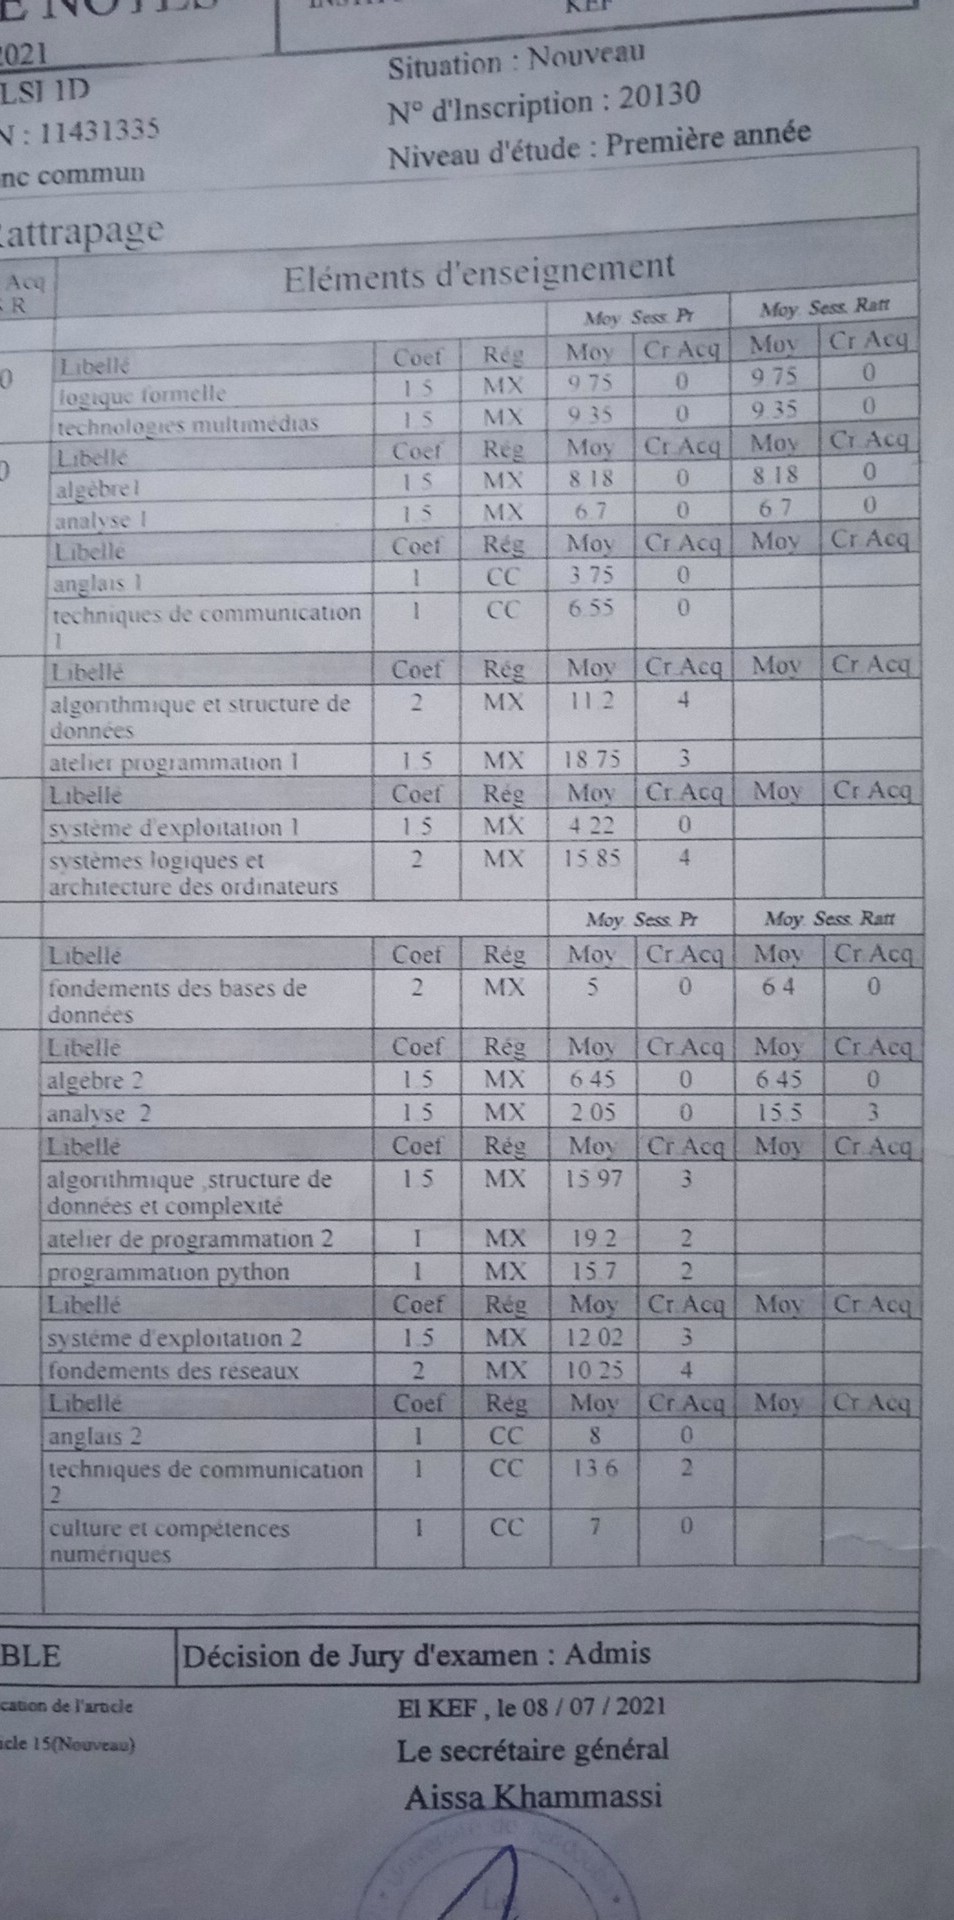 E NOTES
KEF
2021
Situation : Nouveau
LSI 1D
N° d'Inscription : 20130
N : 11431335
Niveau d'étude : Première année
nc commun
Rattrapage
Acq Eléments d'enseignement
R
Moy. Sess. Pr Moy. Sess. Ratt
0 Libellé Coef Rég Moy Cr.Acq Moy Cr.Acq
logique formelle 1.5 MX 9.75 0 9.75 0
technologies multimédias 1.5 MX 9.35 0 9.35 0
0 Libellé Coef Rég Moy Cr.Acq Moy Cr.Acq
algèbre1 1.5 MX 8.18 0 8.18 0
analyse 1 1.5 MX 6.7 0 6.7 0
Libellé Coef Rég Moy Cr.Acq Moy Cr.Acq
anglais 1 1 CC 3.75 0
techniques de communication 1 CC 6.55 0
1
Libellé Coef Rég Moy Cr.Acq Moy Cr.Acq
algorithmique et structure de 2 MX 11.2 4
données
atelier programmation 1 1.5 MX 18.75 3
Libellé Coef Rég Moy Cr.Acq Moy Cr.Acq
système d'exploitation 1 1.5 MX 4.22 0
systèmes logiques et 2 MX 15.85 4
architecture des ordinateurs
Moy. Sess. Pr Moy. Sess. Ratt
Libellé Coef Rég Moy Cr.Acq Moy Cr.Acq
fondements des bases de 2 MX 5 0 6.4 0
données
Libellé Coef Rég Moy Cr.Acq Moy Cr.Acq
algèbre 2 1.5 MX 6.45 0 6.45 0
analyse 2 1.5 MX 2.05 0 15.5 3
Libellé Coef Rég Moy Cr.Acq Moy Cr.Acq
algorithmique ,structure de 1.5 MX 15.97 3
données et complexité
atelier de programmation 2 1 MX 19.2 2
programmation python 1 MX 15.7 2
Libellé Coef Rég Moy Cr.Acq Moy Cr.Acq
système d'exploitation 2 1.5 MX 12.02 3
fondements des réseaux 2 MX 10.25 4
Libellé Coef Rég Moy Cr.Acq Moy Cr.Acq
anglais 2 1 CC 8 0
techniques de communication 1 CC 13.6 2
2
culture et compétences 1 CC 7 0
numériques
BLE Décision de Jury d'examen : Admis
cation de l'article El KEF , le 08 / 07 / 2021
icle 15(Nouveau) Le secrétaire général
Aissa Khammassi